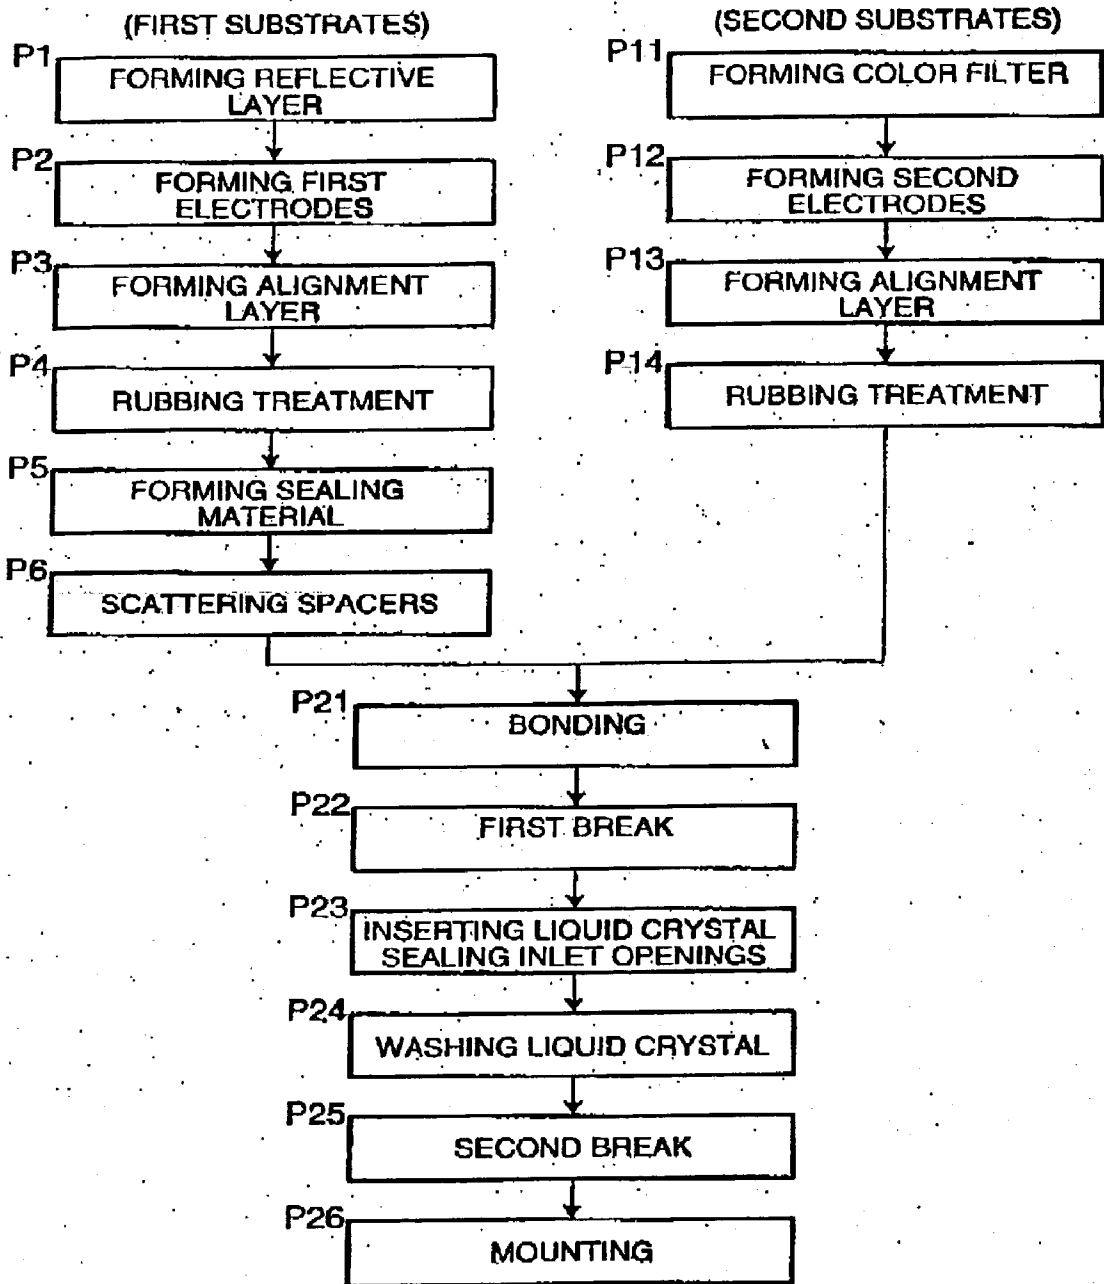 (FIRST SUBSTRATES)
P1
FORMING REFLECTIVE
LAYER
P2
FORMING FIRST
ELECTRODES
P3
FORMING ALIGNMENT
LAYER
P4
RUBBING TREATMENT
P5
FORMING SEALING
MATERIAL
P6
SCATTERING SPACERS
(SECOND SUBSTRATES)
P11
FORMING COLOR FILTER
P12
FORMING SECOND
ELECTRODES
P13
FORMING ALIGNMENT
LAYER
P14
RUBBING TREATMENT
P21
BONDING
P22
FIRST BREAK
P23
INSERTING LIQUID CRYSTAL
SEALING INLET OPENINGS
P24
WASHING LIQUID CRYSTAL
P25
SECOND BREAK
P26
MOUNTING